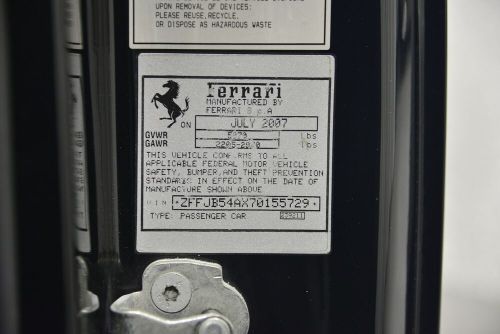 UPON REMOVAL OF DEVICES:
PLEASE REUSE, RECYCLE,
OR DISPOSE AS HAZARDOUS WASTE
Ferrari
MANUFACTURED BY
FERRARI S.p.A
ON JULY 2007
GVWR lbs
GAWR lbs
THIS VEHICLE CONFORMS TO ALL
APPLICABLE FEDERAL MOTOR VEHICLE
SAFETY, BUMPER, AND THEFT PREVENTION
STANDARDS IN EFFECT ON THE DATE OF
MANUFACTURE SHOWN ABOVE.
VIN *ZFFJB54AX70155729*
TYPE: PASSENGER CAR